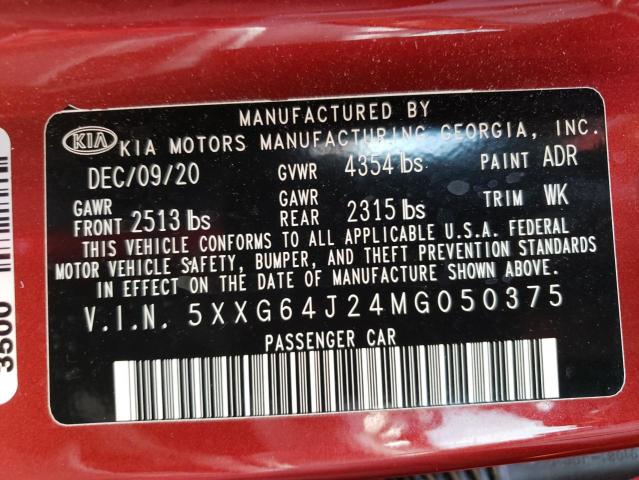 MANUFACTURED BY
KIA KIA MOTORS MANUFACTURING GEORGIA, INC.
DEC/09/20 GVWR 4354 lbs PAINT ADR
GAWR FRONT 2513 lbs GAWR REAR 2315 lbs TRIM WK
THIS VEHICLE CONFORMS TO ALL APPLICABLE U.S.A. FEDERAL
MOTOR VEHICLE SAFETY, BUMPER, AND THEFT PREVENTION STANDARDS
IN EFFECT ON THE DATE OF MANUFACTURE SHOWN ABOVE.
V.I.N. 5XXG64J24MG050375
PASSENGER CAR
3500